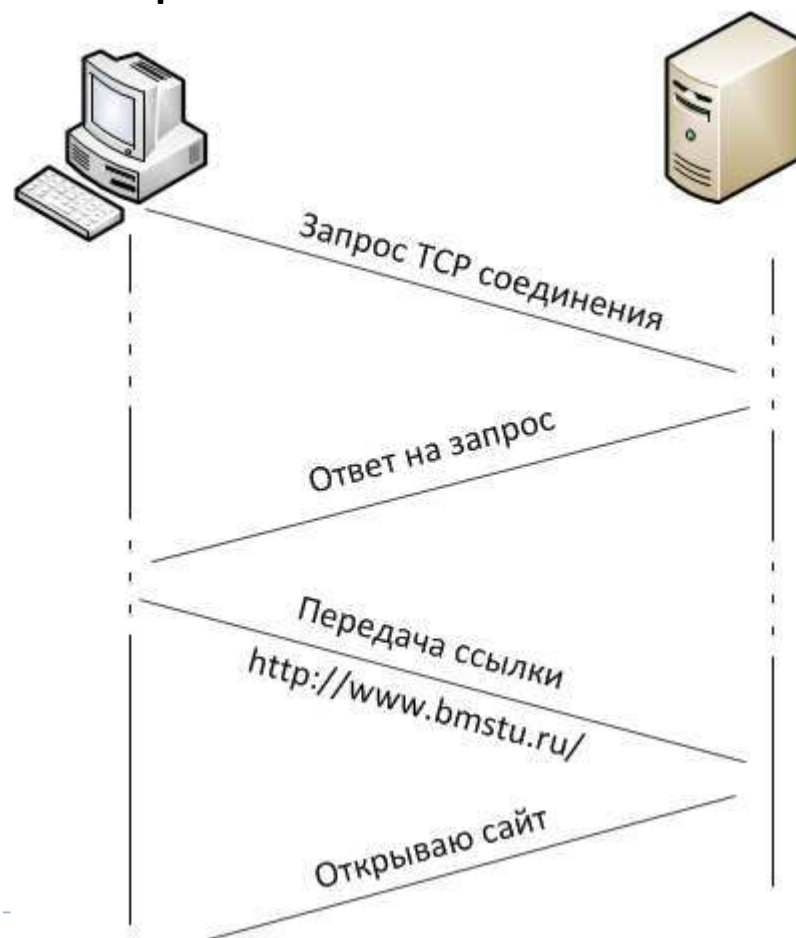 Запрос TCP соединения
Ответ на запрос
Передача ссылки
http://www.bmstu.ru/
Открываю сайт